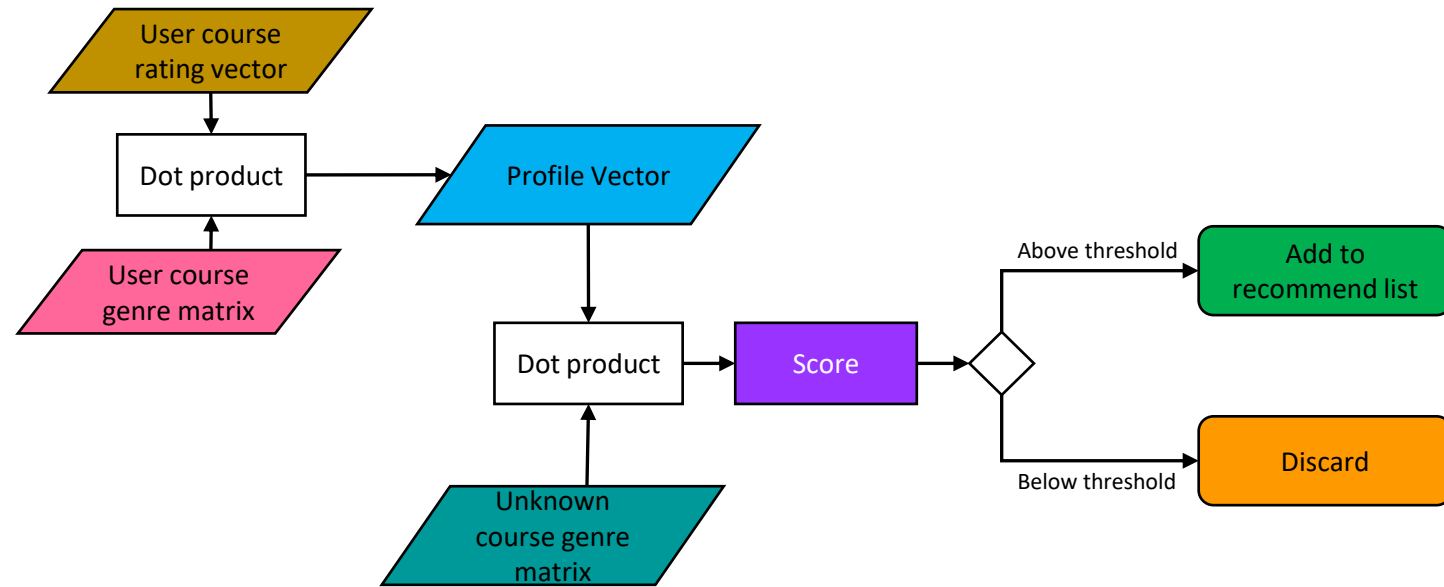 User course
rating vector
Dot product
Profile Vector
User course
genre matrix
Above threshold
Add to
recommend list
Dot product
Score
Discard
Below threshold
Unknown
course genre
matrix